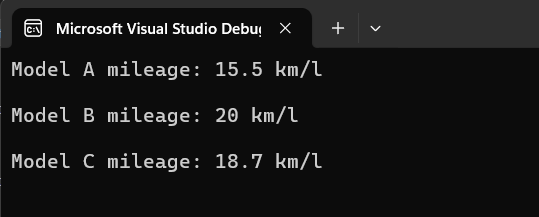 Microsoft Visual Studio Debug
Model A mileage: 15.5 km/l
Model B mileage: 20 km/l
Model C mileage: 18.7 km/l